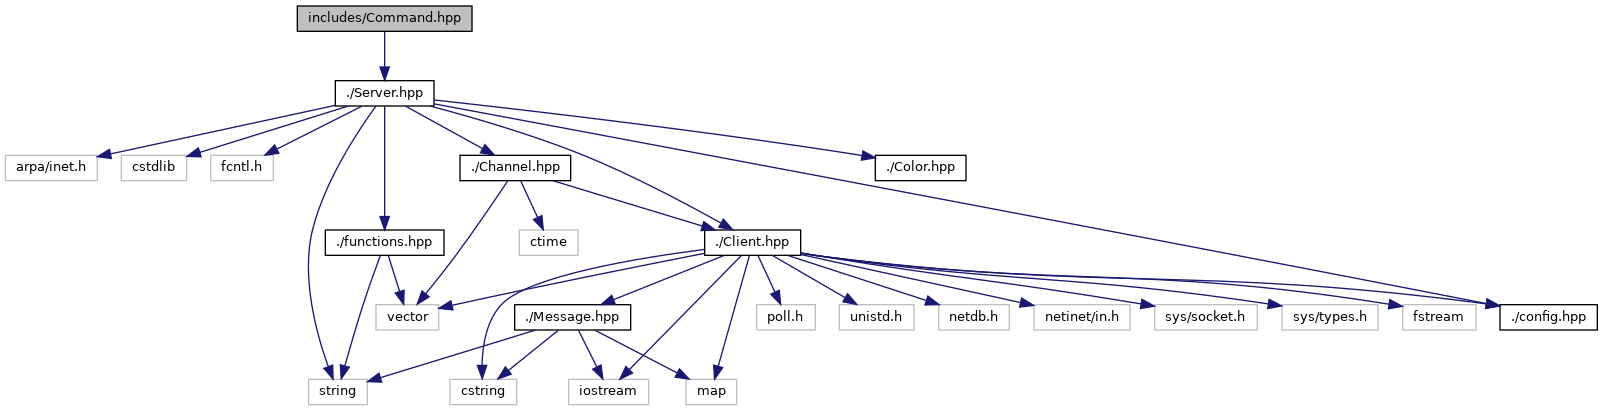 includes/Command.hpp
./Server.hpp
arpa/inet.h
cstdlib
fcntl.h
./Channel.hpp
./Color.hpp
./functions.hpp
ctime
./Client.hpp
vector
./Message.hpp
poll.h
unistd.h
netdb.h
netinet/in.h
sys/socket.h
sys/types.h
fstream
./config.hpp
string
cstring
iostream
map